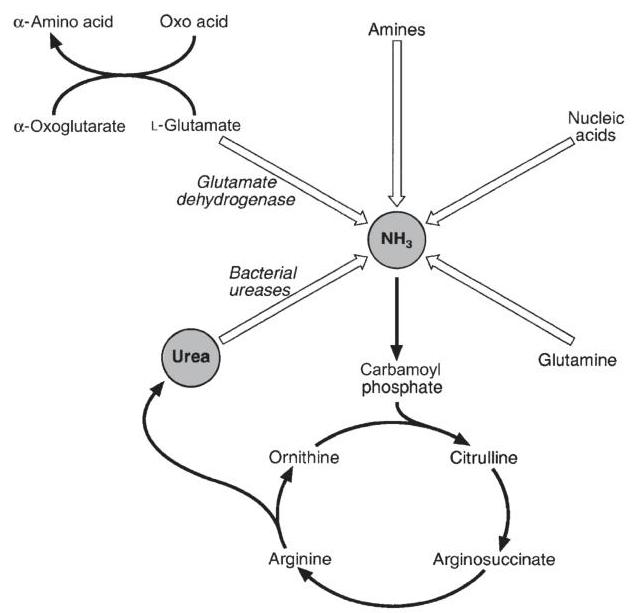 α-Amino acid
Oxo acid
Amines
α-Oxoglutarate
L-Glutamate
Nucleic
acids
Glutamate
dehydrogenase
NH₃
Bacterial
ureases
Urea
Glutamine
Carbamoyl
phosphate
Ornithine
Citrulline
Arginine
Arginosuccinate